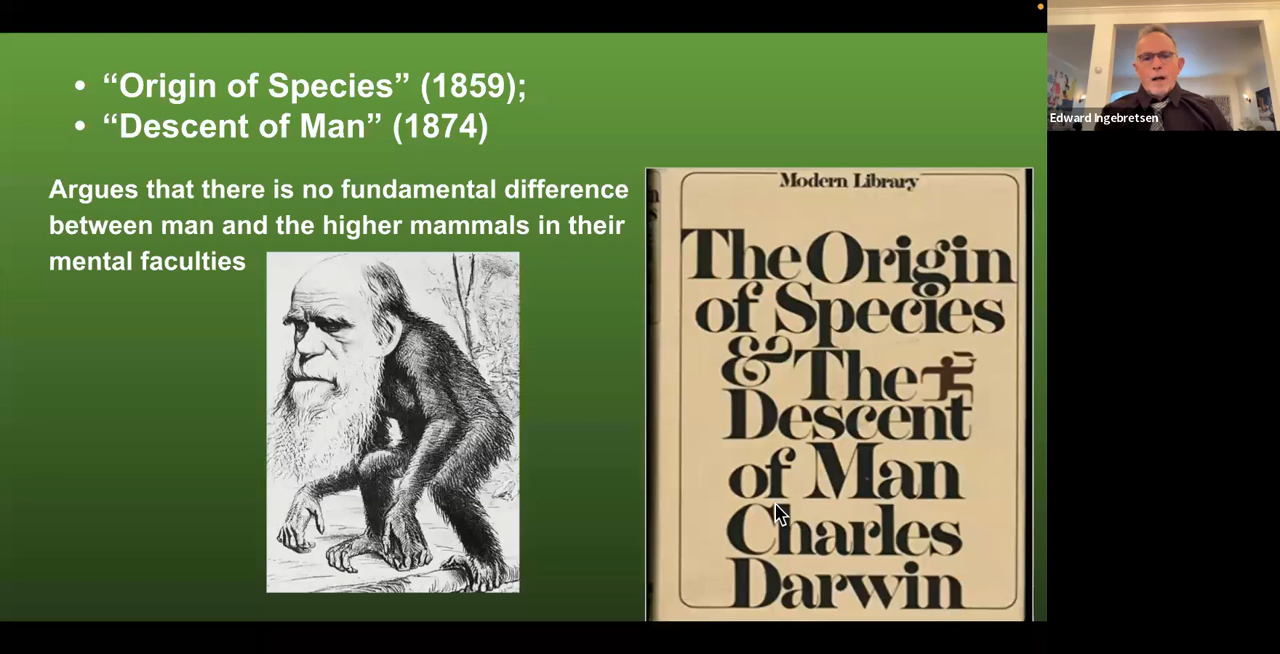 • “Origin of Species” (1859);
• “Descent of Man” (1874)
Argues that there is no fundamental difference
between man and the higher mammals in their
mental faculties
Modern Library
The Origin
of Species
& The
Descent
of Man
Charles
Darwin
Edward Ingebretsen